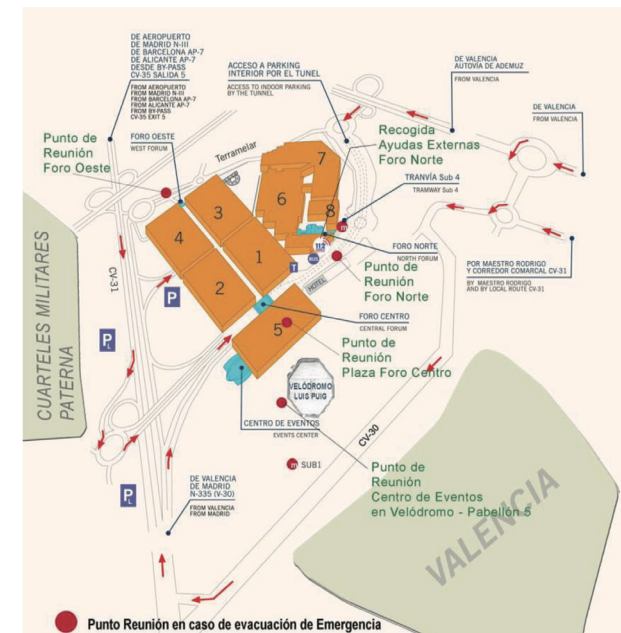 DE AEROPUERTO
DE MADRID N-III
DE BARCELONA AP-7
DE ALICANTE AP-7
DESDE BY-PASS
CV-35 SALIDA 5
FROM AEROPUERTO
FROM MADRID N-III
FROM BARCELONA AP-7
FROM ALICANTE AP-7
FROM BY-PASS
CV-35 EXIT 5
ACCESO A PARKING
INTERIOR POR EL TUNEL
ACCESS TO INDOOR PARKING
BY THE TUNNEL
DE VALENCIA
AUTOVÍA DE ADEMUZ
FROM VALENCIA
DE VALENCIA
FROM VALENCIA
Punto de
Reunión
Foro Oeste
FORO OESTE
WEST FORUM
Terramelar
Recogida
Ayudas Externas
Foro Norte
TRANVÍA Sub 4
TRAMWAY Sub 4
7
6
8
3
4
1
2
5
m
112
BUS
T
HOTEL
FORO NORTE
NORTH FORUM
POR MAESTRO RODRIGO
Y CORREDOR COMARCAL CV-31
BY MAESTRO RODRIGO
AND BY LOCAL ROUTE CV-31
Punto de
Reunión
Foro Norte
CV-31
P
PL
CUARTELES MILITARES
PATERNA
FORO CENTRO
CENTRAL FORUM
Punto de
Reunión
Plaza Foro Centro
VELÓDROMO
LUIS PUIG
CENTRO DE EVENTOS
EVENTS CENTER
CV-30
m SUB1
Punto de
Reunión
Centro de Eventos
en Velódromo - Pabellón 5
PL
DE VALENCIA
DE MADRID
N-335 (V-30)
FROM VALENCIA
FROM MADRID
VALENCIA
Punto Reunión en caso de evacuación de Emergencia